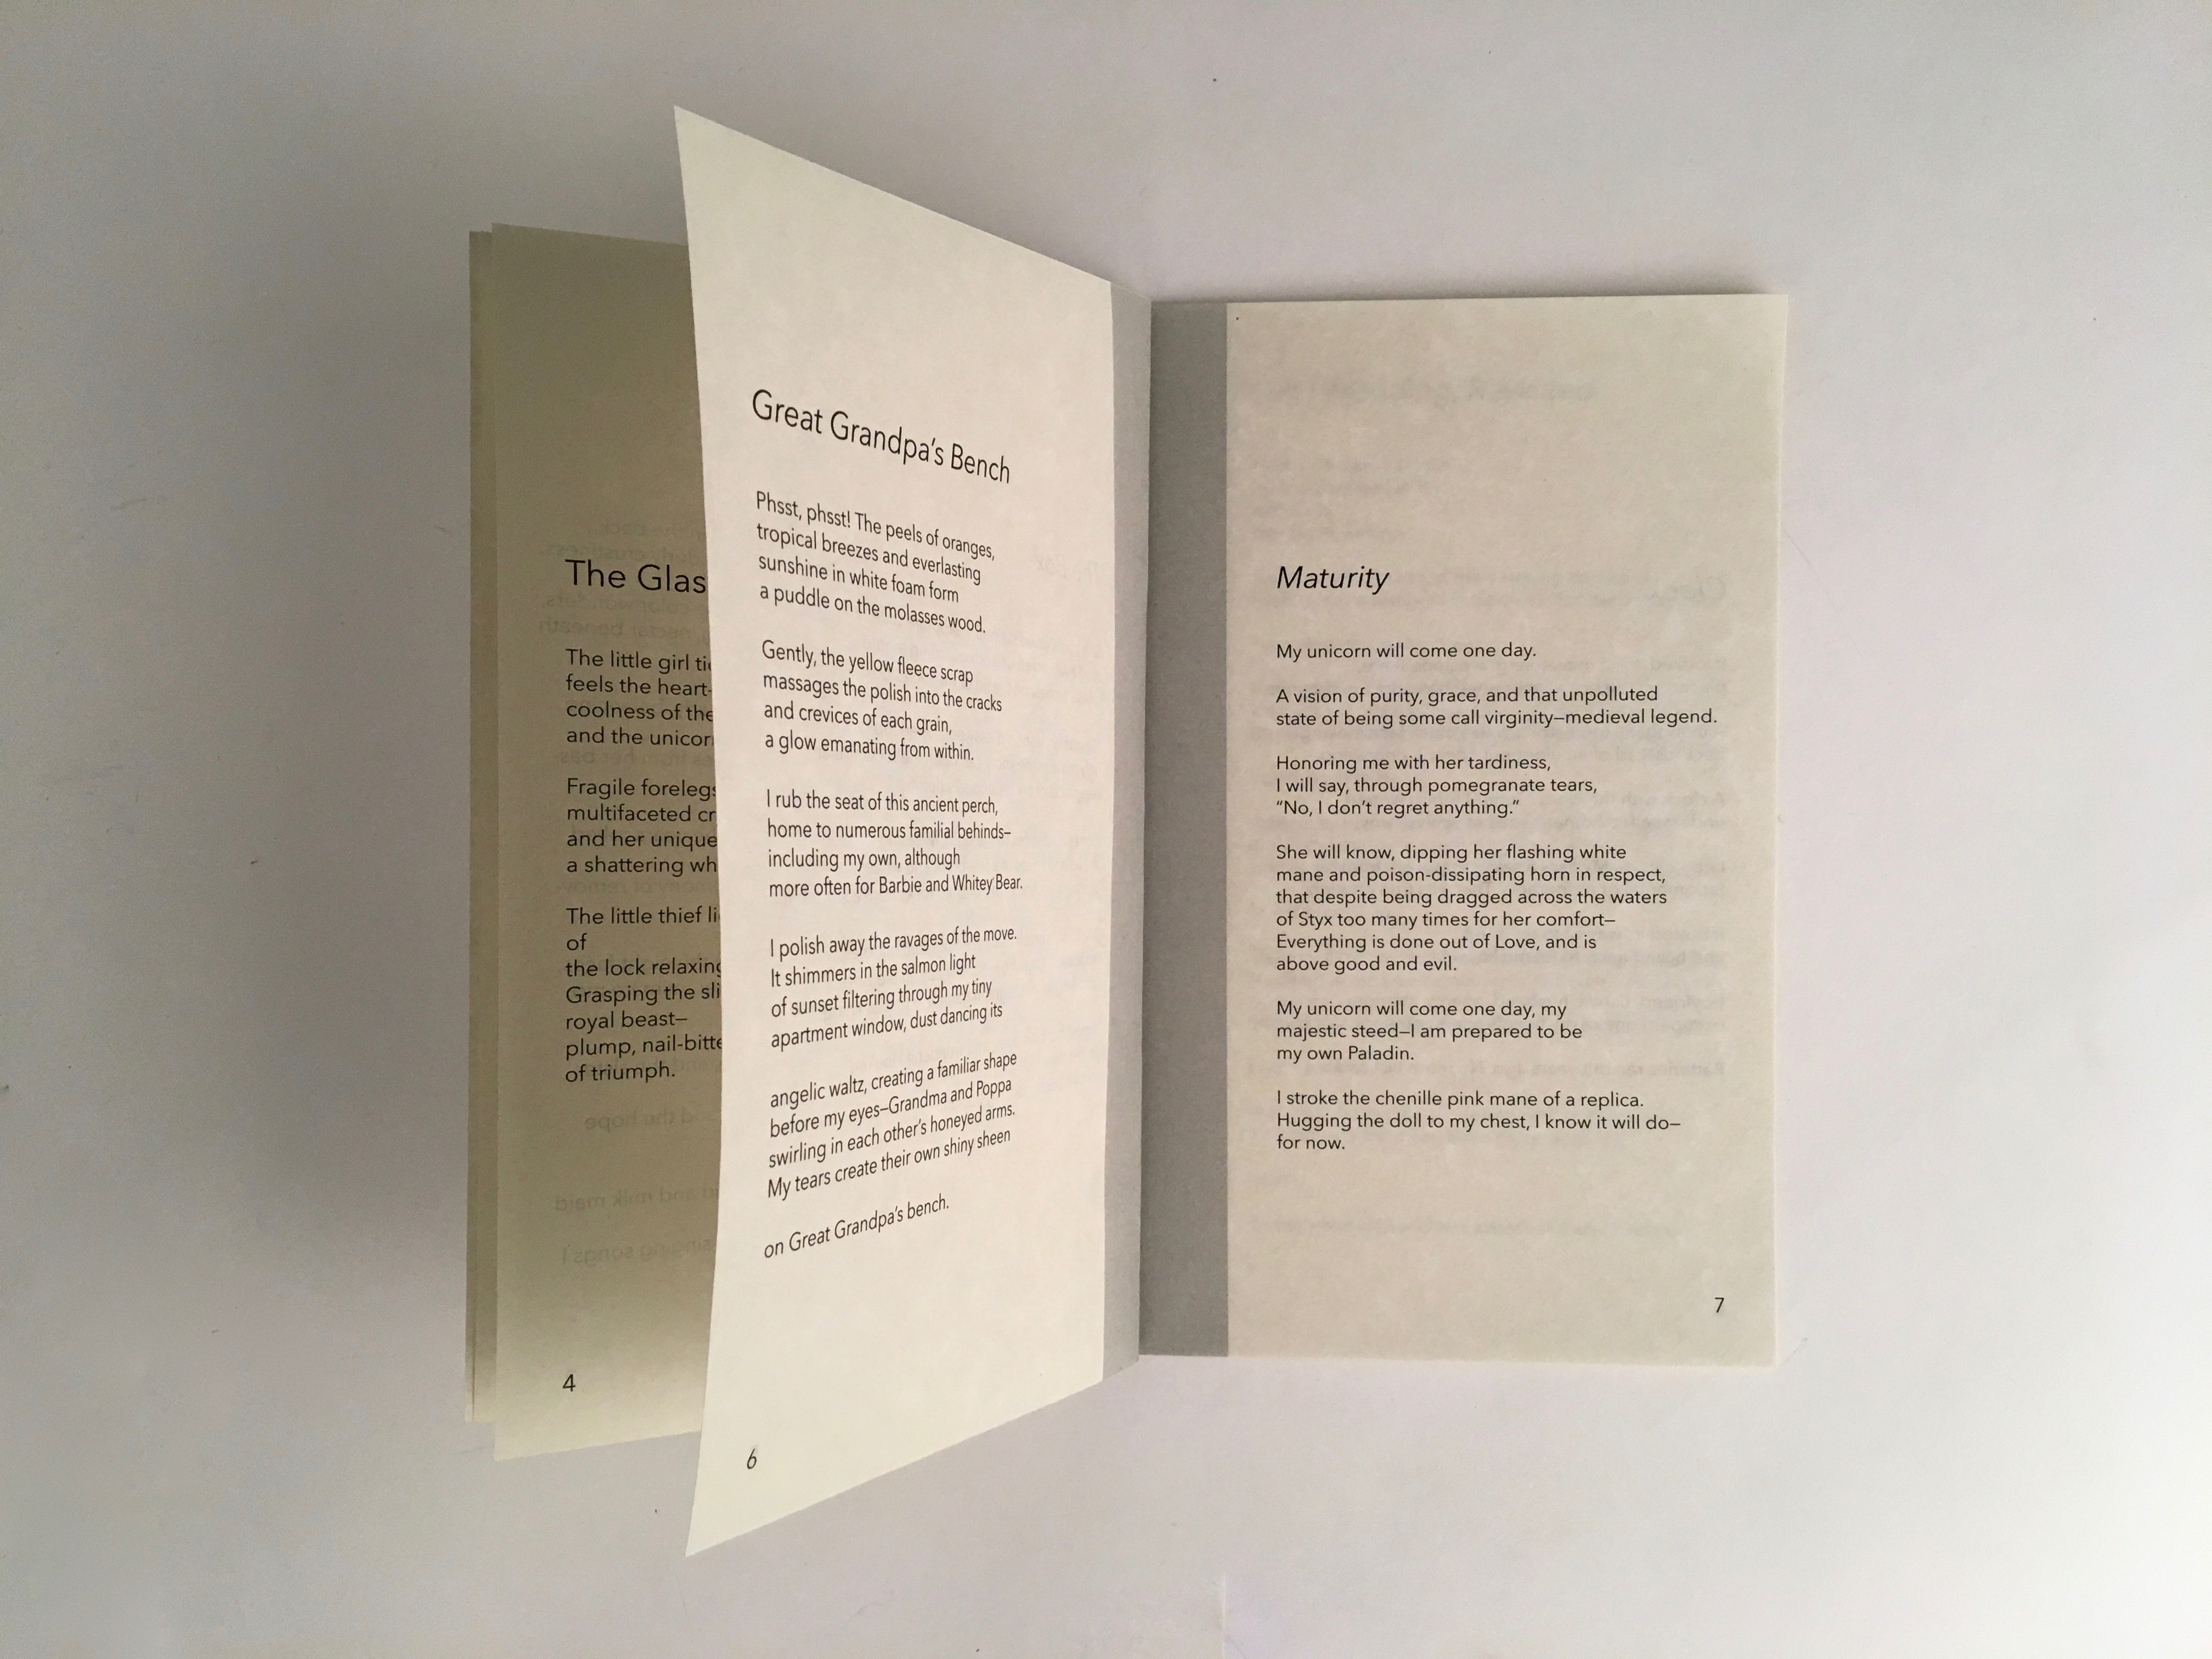 The Glas
The little girl
feels the heart-
coolness of the
and the unicor
Fragile forelegs
multifaceted cr
and her unique
a shattering wh
The little thief
of
the lock relaxing
Grasping the sli
royal beast—
plump, nail-bitte
of triumph.
4
Great Grandpa's Bench
Phsst, phsst! The peels of oranges,
tropical breezes and everlasting
sunshine in white foam form
a puddle on the molasses wood.
Gently, the yellow fleece scrap
massages the polish into the cracks
and crevices of each grain,
a glow emanating from within.
I rub the seat of this ancient perch,
home to numerous familial behinds—
including my own, although
more often for Barbie and Whitey Bear.
I polish away the ravages of the move.
It shimmers in the salmon light
of sunset filtering through my tiny
apartment window, dust dancing its
angelic waltz, creating a familiar shape
before my eyes—Grandma and Poppa
swirling in each other's honeyed arms.
My tears create their own shiny sheen
on Great Grandpa's bench.
6
Maturity
My unicorn will come one day.
A vision of purity, grace, and that unpolluted
state of being some call virginity—medieval legend.
Honoring me with her tardiness,
I will say, through pomegranate tears,
“No, I don't regret anything.”
She will know, dipping her flashing white
mane and poison-dissipating horn in respect,
that despite being dragged across the waters
of Styx too many times for her comfort—
Everything is done out of Love, and is
above good and evil.
My unicorn will come one day, my
majestic steed—I am prepared to be
my own Paladin.
I stroke the chenille pink mane of a replica.
Hugging the doll to my chest, I know it will do—
for now.
7